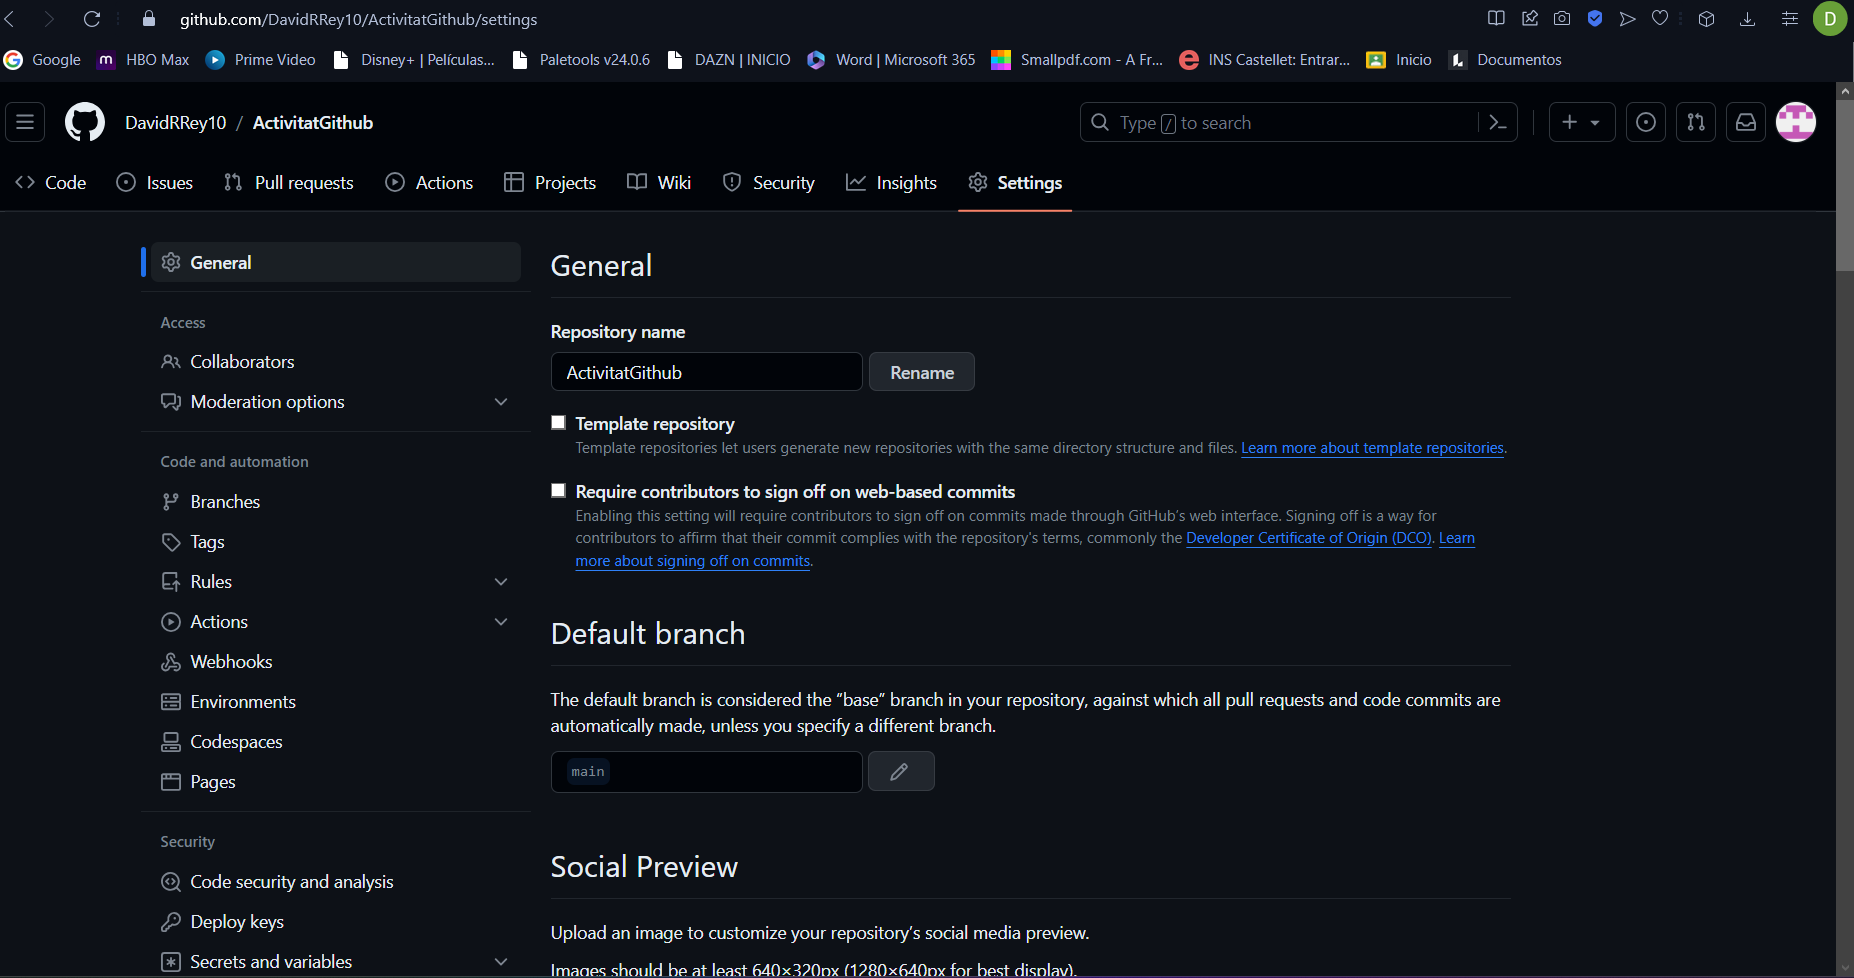 github.com/DavidRRey10/ActivitatGithub/settings
D
Google HBO Max Prime Video Disney+ | Películas... Paletools v24.0.6 DAZN | INICIO Word | Microsoft 365 Smallpdf.com - A Fr... INS Castellet: Entrar... Inicio Documentos
DavidRRey10 / ActivitatGithub
Type / to search
Code Issues Pull requests Actions Projects Wiki Security Insights Settings
General
Access
Collaborators
Moderation options
Code and automation
Branches
Tags
Rules
Actions
Webhooks
Environments
Codespaces
Pages
Security
Code security and analysis
Deploy keys
Secrets and variables
General
Repository name
ActivitatGithub Rename
Template repository
Template repositories let users generate new repositories with the same directory structure and files. Learn more about template repositories.
Require contributors to sign off on web-based commits
Enabling this setting will require contributors to sign off on commits made through GitHub's web interface. Signing off is a way for
contributors to affirm that their commit complies with the repository's terms, commonly the Developer Certificate of Origin (DCO). Learn
more about signing off on commits.
Default branch
The default branch is considered the “base” branch in your repository, against which all pull requests and code commits are
automatically made, unless you specify a different branch.
main
Social Preview
Upload an image to customize your repository's social media preview.
Images should be at least 640×320px (1280×640px for best display).